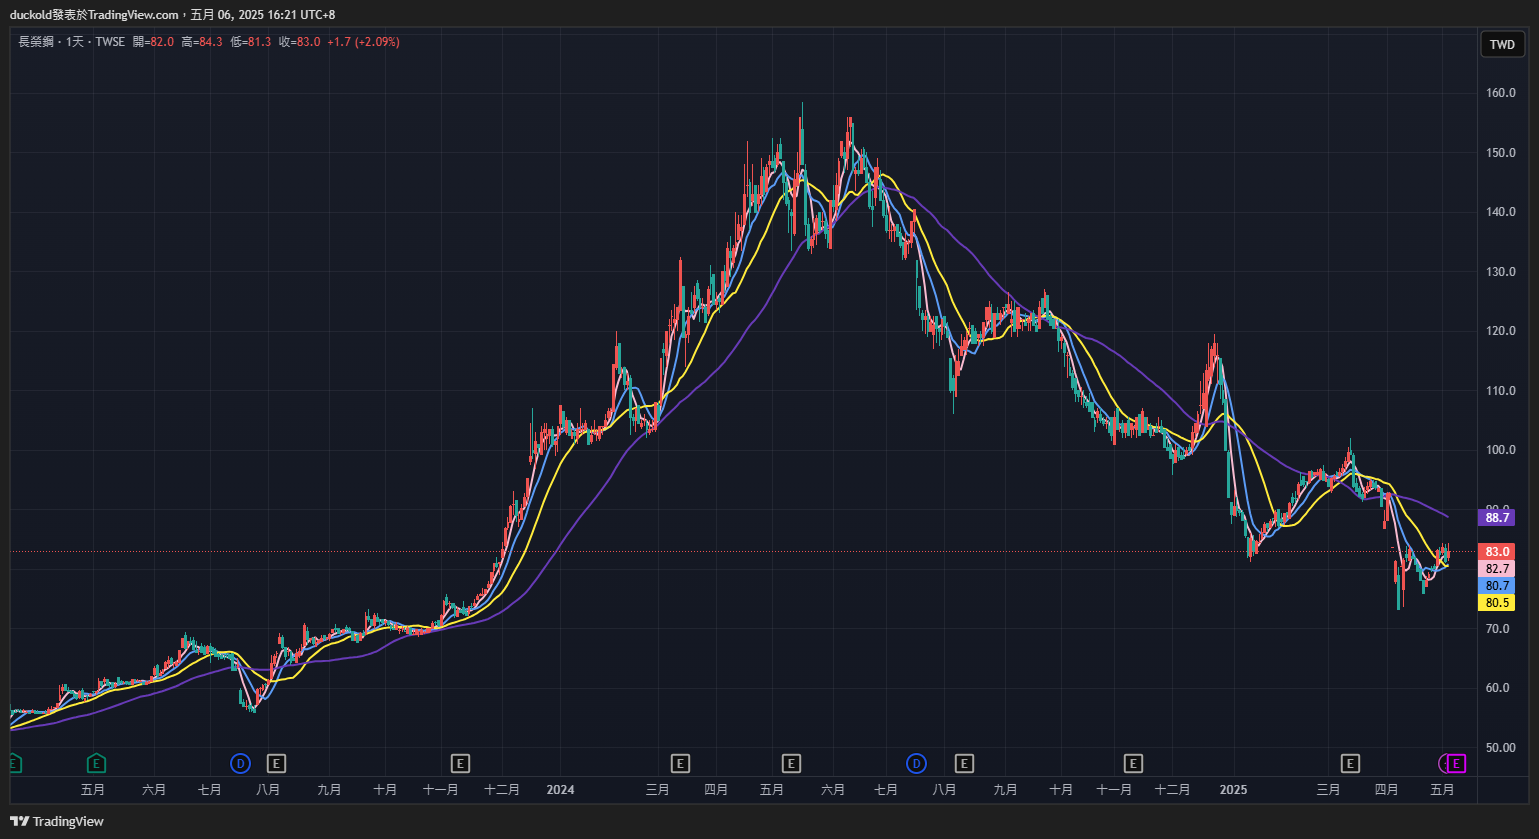 duckold發表於TradingView.com，五月 06, 2025 16:21 UTC+8
長榮鋼 · 1天 · TWSE 開=82.0 高=84.3 低=81.3 收=83.0 +1.7 (+2.09%)
TWD
160.0
150.0
140.0
130.0
120.0
110.0
100.0
88.7
83.0
82.7
80.7
80.5
70.0
60.0
50.00
E E D E E E E D E E E E
五月 六月 七月 八月 九月 十月 十一月 十二月 2024 三月 四月 五月 六月 七月 八月 九月 十月 十一月 十二月 2025 三月 四月 五月
TradingView